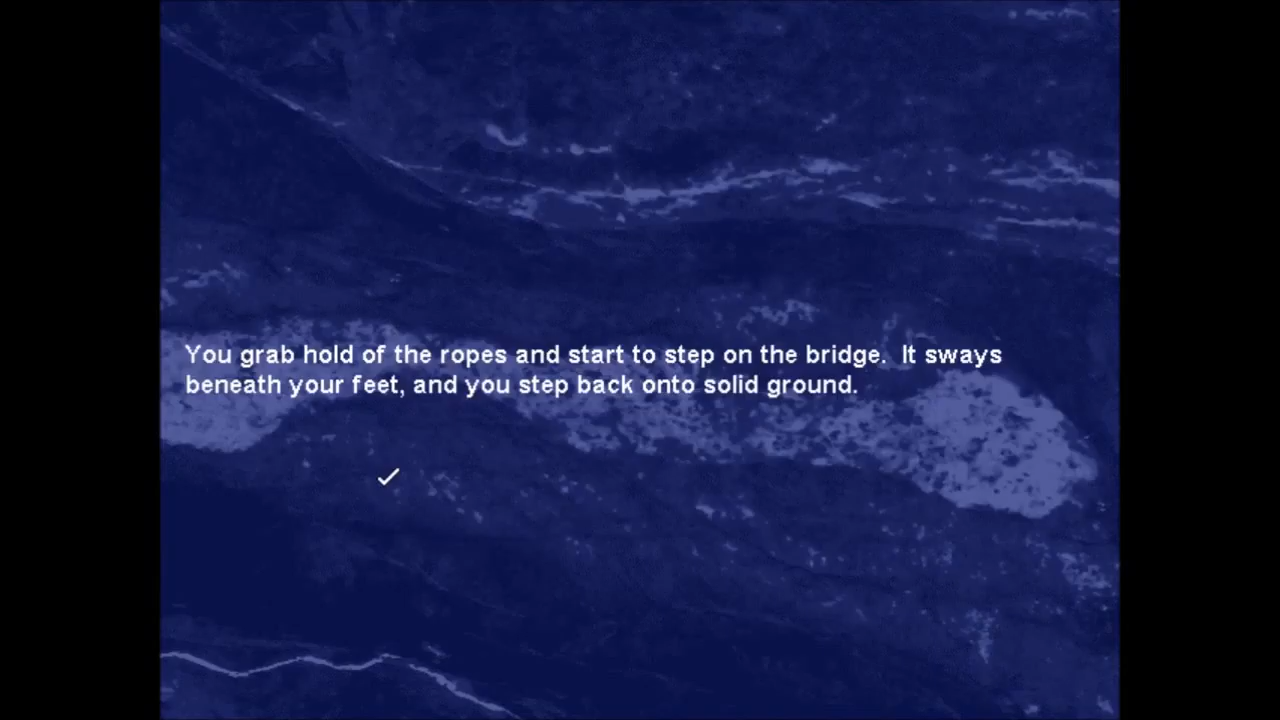 You grab hold of the ropes and start to step on the bridge.  It sways
beneath your feet, and you step back onto solid ground.